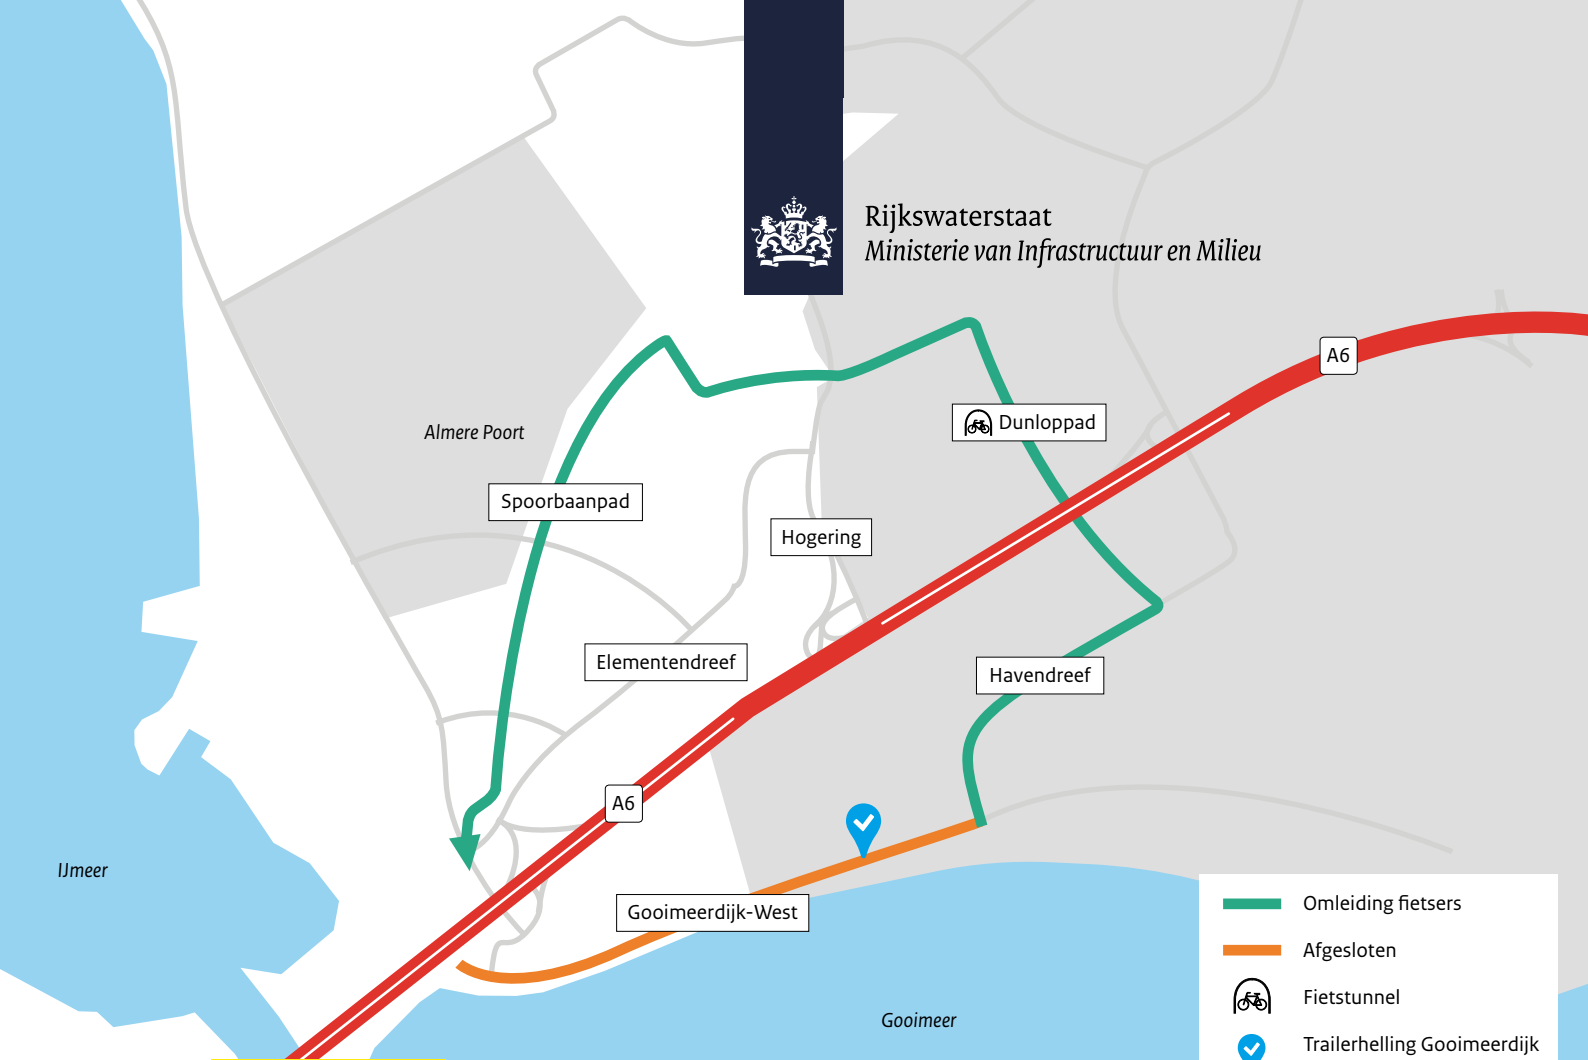 Rijkswaterstaat
Ministerie van Infrastructuur en Milieu
A6
Dunloppad
Almere Poort
Spoorbaanpad
Hogering
Elementendreef
Havendreef
A6
IJmeer
Gooimeerdijk-West
Gooimeer
Omleiding fietsers
Afgesloten
Fietstunnel
Trailerhelling Gooimeerdijk